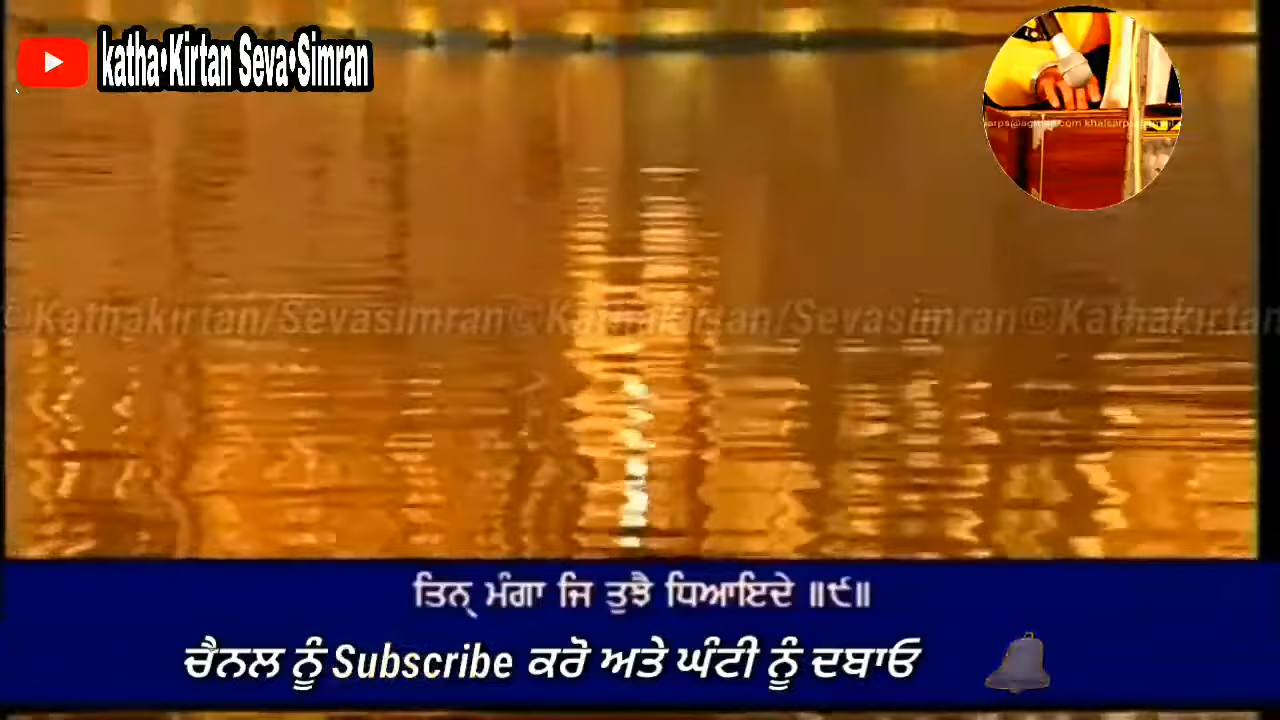 katha•Kirtan Seva•Simran
©Kathakirtan/Sevasimran©Kathakirtan/Sevasimran©Kathakirtan
ਤਿਨ੍ ਮੰਗਾ ਜਿ ਤੁਝੈ ਧਿਆਇਦੇ ॥੯॥
ਚੈਨਲ ਨੂੰ Subscribe ਕਰੋ ਅਤੇ ਘੰਟੀ ਨੂੰ ਦਬਾਓ